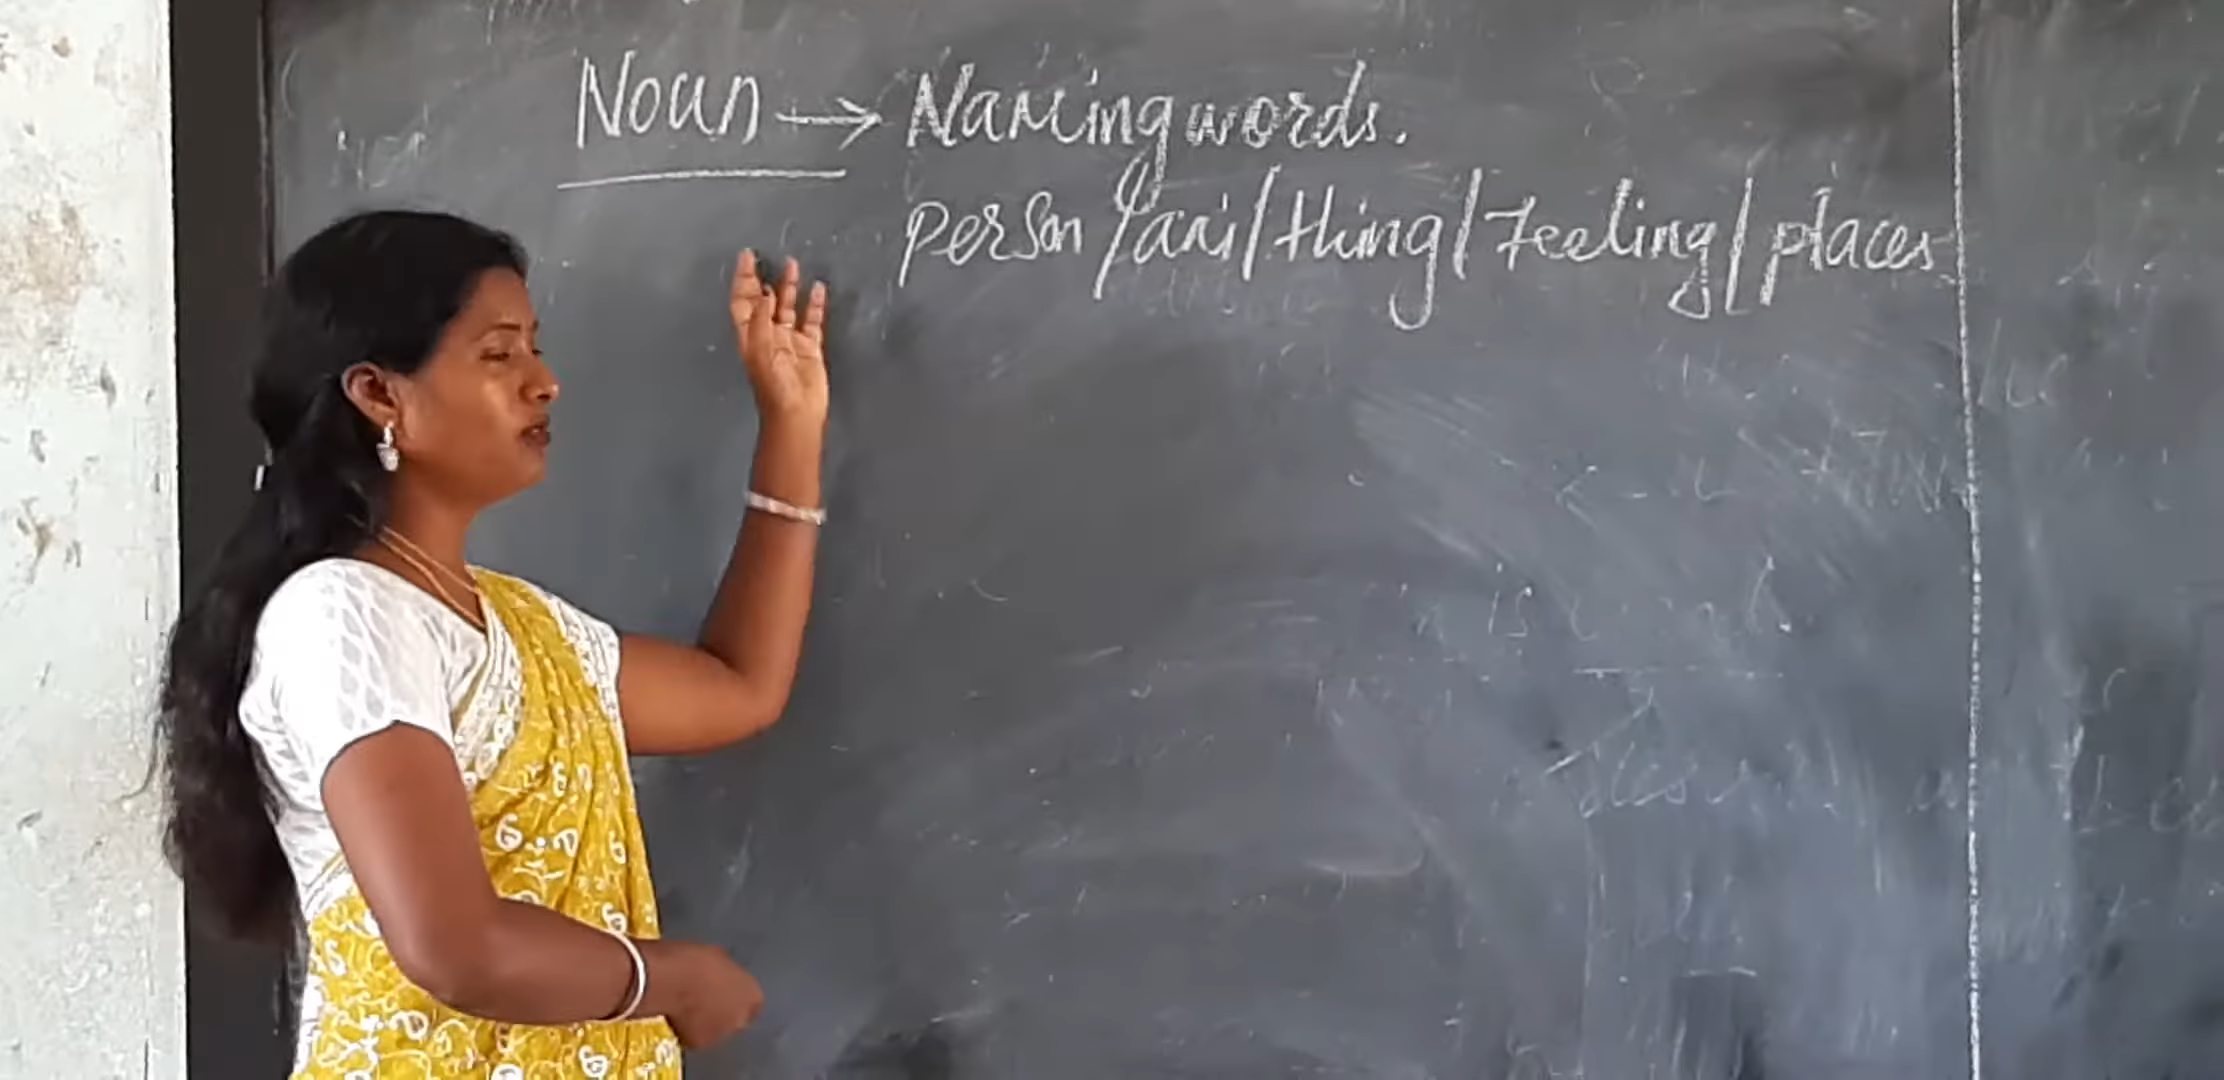 Noun → Naming words.
person / ani / thing / Feeling / places